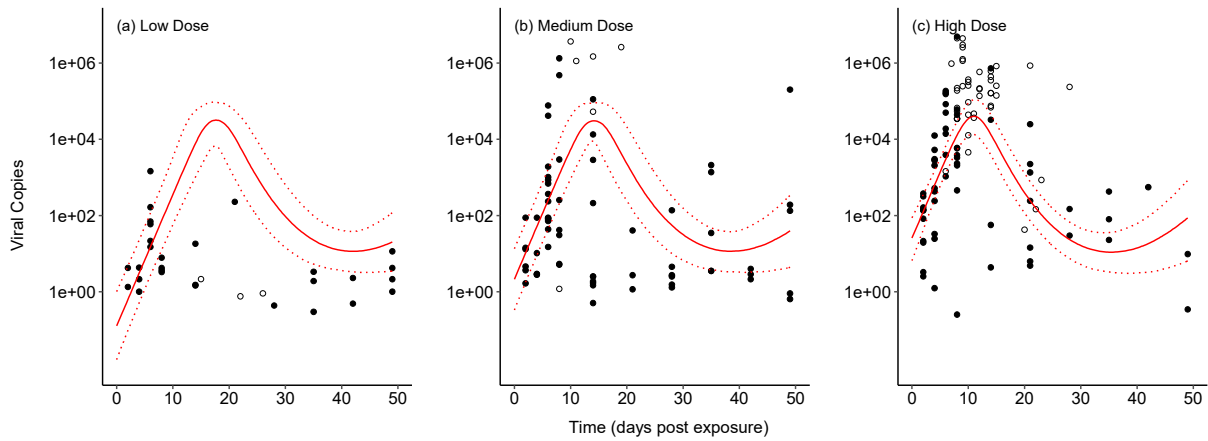 (a) Low Dose
(b) Medium Dose
(c) High Dose
Viral Copies
1e+06
1e+04
1e+02
1e+00
0 10 20 30 40 50
1e+06
1e+04
1e+02
1e+00
0 10 20 30 40 50
1e+06
1e+04
1e+02
1e+00
0 10 20 30 40 50
Time (days post exposure)